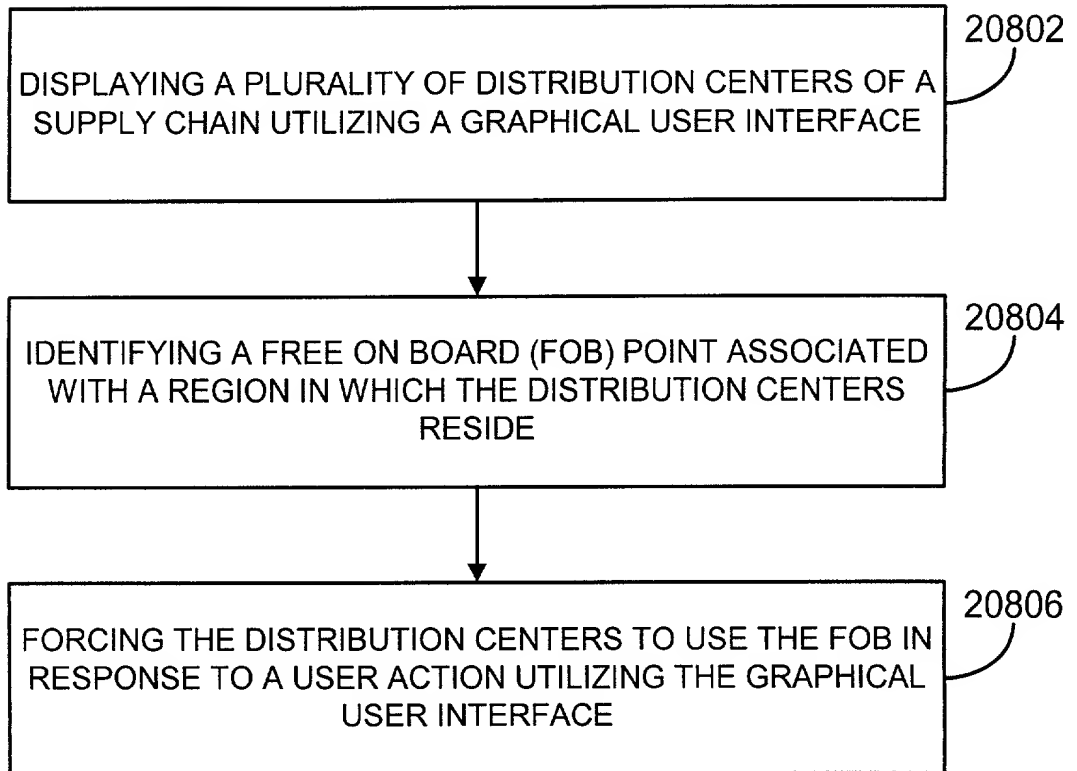 20802
DISPLAYING A PLURALITY OF DISTRIBUTION CENTERS OF A
SUPPLY CHAIN UTILIZING A GRAPHICAL USER INTERFACE
20804
IDENTIFYING A FREE ON BOARD (FOB) POINT ASSOCIATED
WITH A REGION IN WHICH THE DISTRIBUTION CENTERS
RESIDE
20806
FORCING THE DISTRIBUTION CENTERS TO USE THE FOB IN
RESPONSE TO A USER ACTION UTILIZING THE GRAPHICAL
USER INTERFACE